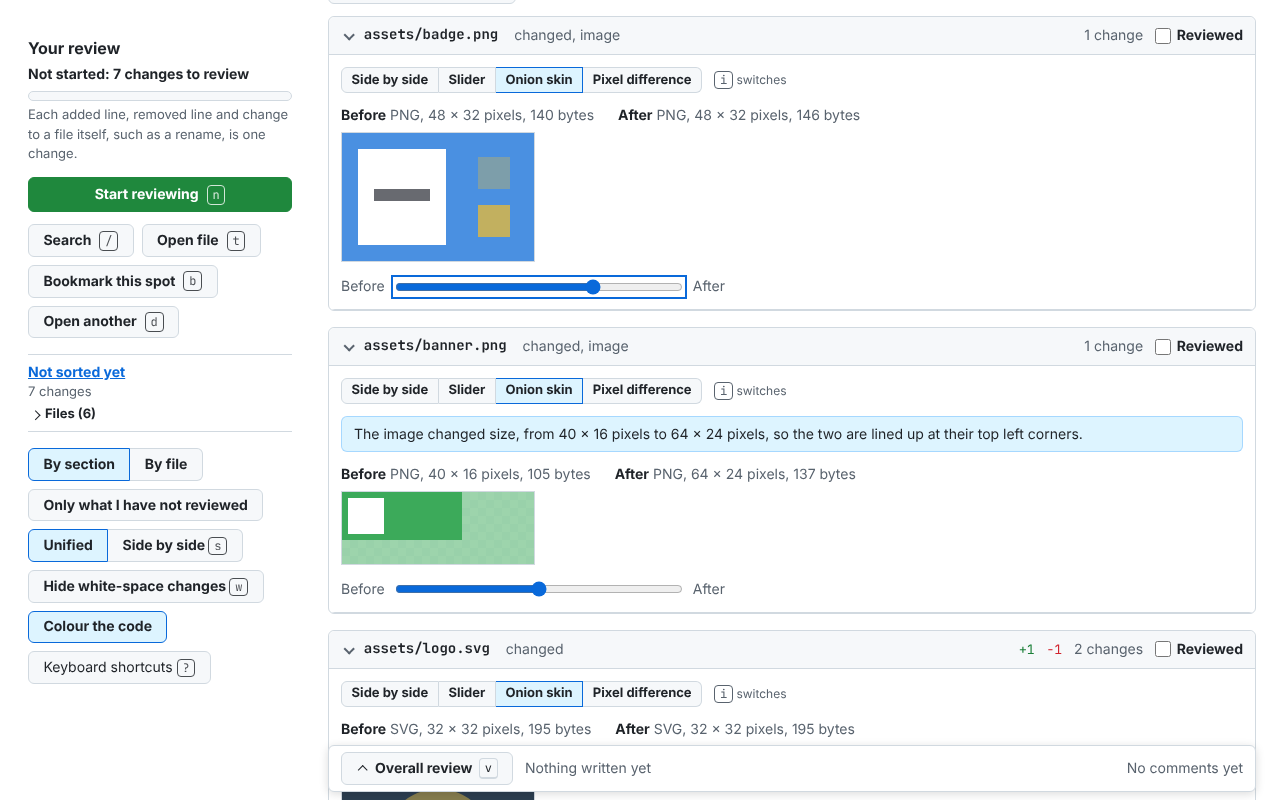 Your review
Not started: 7 changes to review
Each added line, removed line and change
to a file itself, such as a rename, is one
change.
Start reviewing n
Search / Open file t
Bookmark this spot b
Open another d
Not sorted yet
7 changes
Files (6)
By section By file
Only what I have not reviewed
Unified Side by side s
Hide white-space changes w
Colour the code
Keyboard shortcuts ?
assets/badge.png changed, image 1 change Reviewed
Side by side Slider Onion skin Pixel difference i switches
Before PNG, 48 × 32 pixels, 140 bytes After PNG, 48 × 32 pixels, 146 bytes
Before After
assets/banner.png changed, image 1 change Reviewed
Side by side Slider Onion skin Pixel difference i switches
The image changed size, from 40 × 16 pixels to 64 × 24 pixels, so the two are lined up at their top left corners.
Before PNG, 40 × 16 pixels, 105 bytes After PNG, 64 × 24 pixels, 137 bytes
Before After
assets/logo.svg changed +1 -1 2 changes Reviewed
Side by side Slider Onion skin Pixel difference i switches
Before SVG, 32 × 32 pixels, 195 bytes After SVG, 32 × 32 pixels, 195 bytes
Overall review v Nothing written yet No comments yet